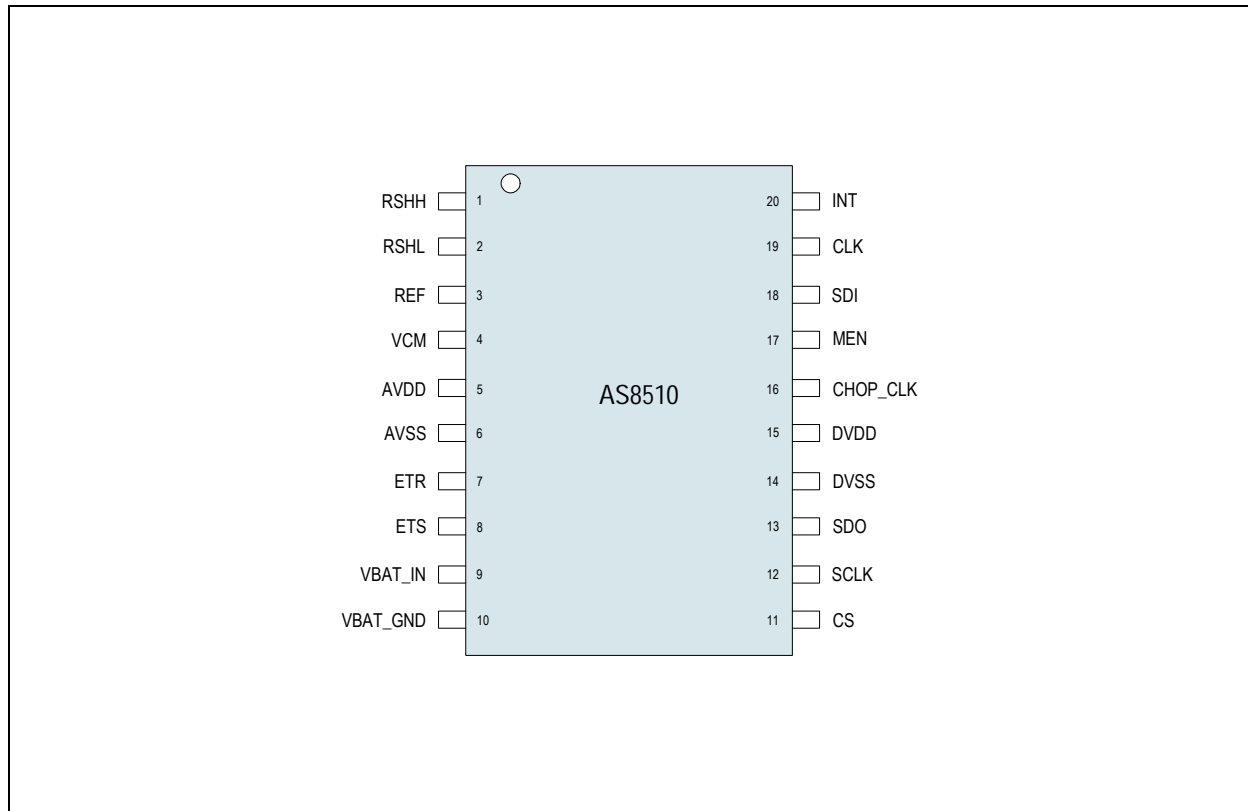 RSHH 1 20 INT
RSHL 2 19 CLK
REF 3 18 SDI
VCM 4 17 MEN
AVDD 5 AS8510 16 CHOP_CLK
AVSS 6 15 DVDD
ETR 7 14 DVSS
ETS 8 13 SDO
VBAT_IN 9 12 SCLK
VBAT_GND 10 11 CS